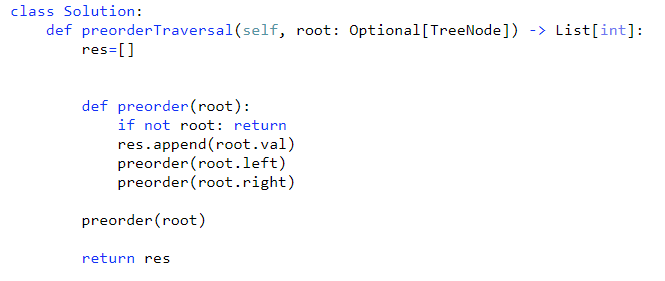 class Solution:
    def preorderTraversal(self, root: Optional[TreeNode]) -> List[int]:
        res=[]
        def preorder(root):
            if not root: return
            res.append(root.val)
            preorder(root.left)
            preorder(root.right)
        preorder(root)
        return res